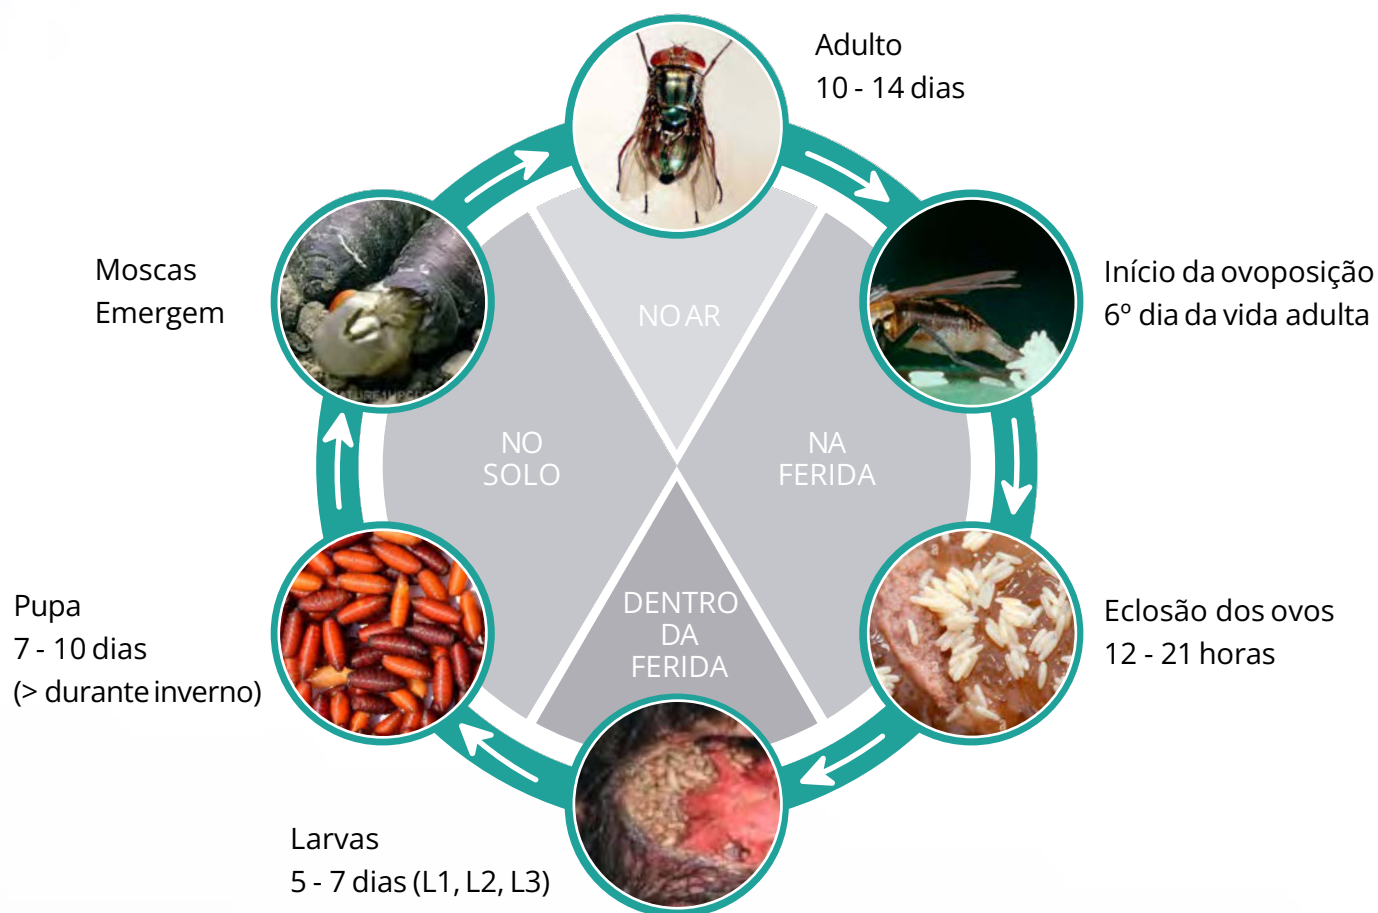 Adulto
10 - 14 dias
Início da ovoposição
6º dia da vida adulta
Eclosão dos ovos
12 - 21 horas
Larvas
5 - 7 dias (L1, L2, L3)
Pupa
7 - 10 dias
(> durante inverno)
Moscas
Emergem
NO AR
NA
FERIDA
DENTRO
DA
FERIDA
NO
SOLO